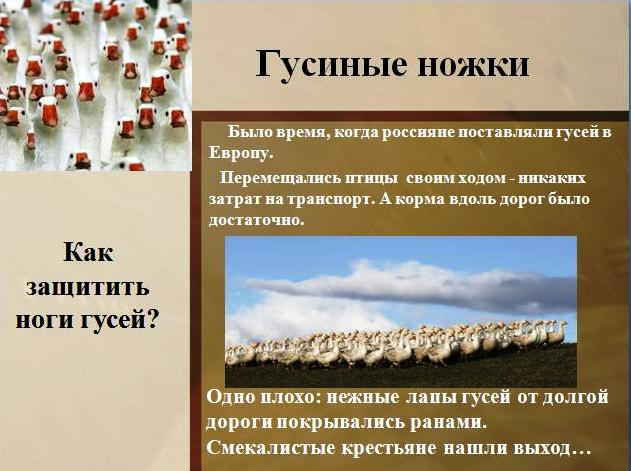 Гусиные ножки
Было время, когда россияне поставляли гусей в
Европу.
Перемещались птицы своим ходом - никаких
затрат на транспорт. А корма вдоль дорог было
достаточно.
Как
защитить
ноги гусей?
Одно плохо: нежные лапы гусей от долгой
дороги покрывались ранами.
Смекалистые крестьяне нашли выход…